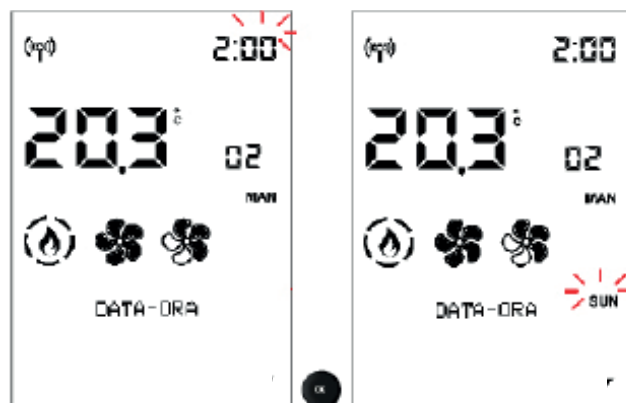 2:00
20.3 °C
02
MAN
DATA-ORA
OK
2:00
20.3 °C
02
MAN
SUN
DATA-ORA